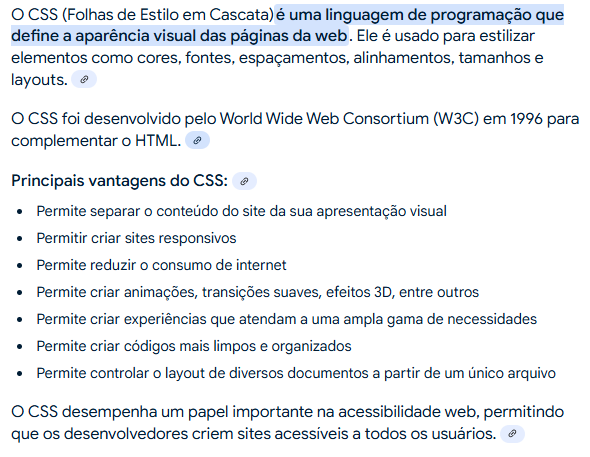 O CSS (Folhas de Estilo em Cascata) é uma linguagem de programação que
define a aparência visual das páginas da web. Ele é usado para estilizar
elementos como cores, fontes, espaçamentos, alinhamentos, tamanhos e
layouts.
O CSS foi desenvolvido pelo World Wide Web Consortium (W3C) em 1996 para
complementar o HTML.
Principais vantagens do CSS:
• Permite separar o conteúdo do site da sua apresentação visual
• Permitir criar sites responsivos
• Permite reduzir o consumo de internet
• Permite criar animações, transições suaves, efeitos 3D, entre outros
• Permite criar experiências que atendam a uma ampla gama de necessidades
• Permite criar códigos mais limpos e organizados
• Permite controlar o layout de diversos documentos a partir de um único arquivo
O CSS desempenha um papel importante na acessibilidade web, permitindo
que os desenvolvedores criem sites acessíveis a todos os usuários.